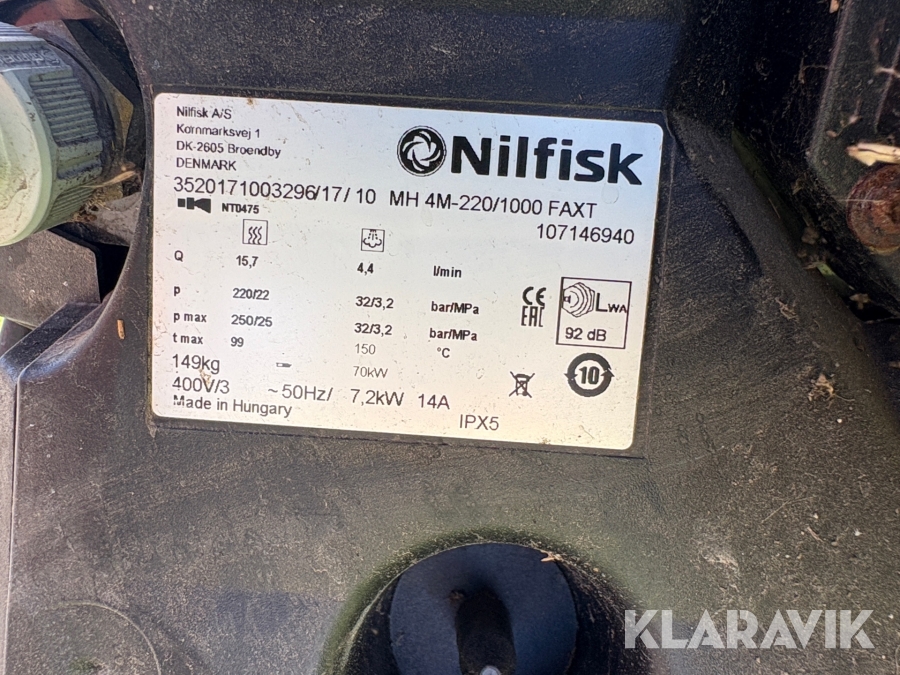 Nilfisk A/S
Kornmarksvej 1
DK-2605 Broendby
DENMARK
Nilfisk
3520171003296/17/ 10 MH 4M-220/1000 FAXT
NT0475 107146940
Q 15,7 4,4 l/min
p 220/22 32/3,2 bar/MPa
p max 250/25 32/3,2 bar/MPa
t max 99 150 °C
CE
EAC
LWA
92 dB
149kg 70kW
10
400V/3 ~50Hz/ 7,2kW 14A
Made in Hungary
IPX5
KLARAVIK